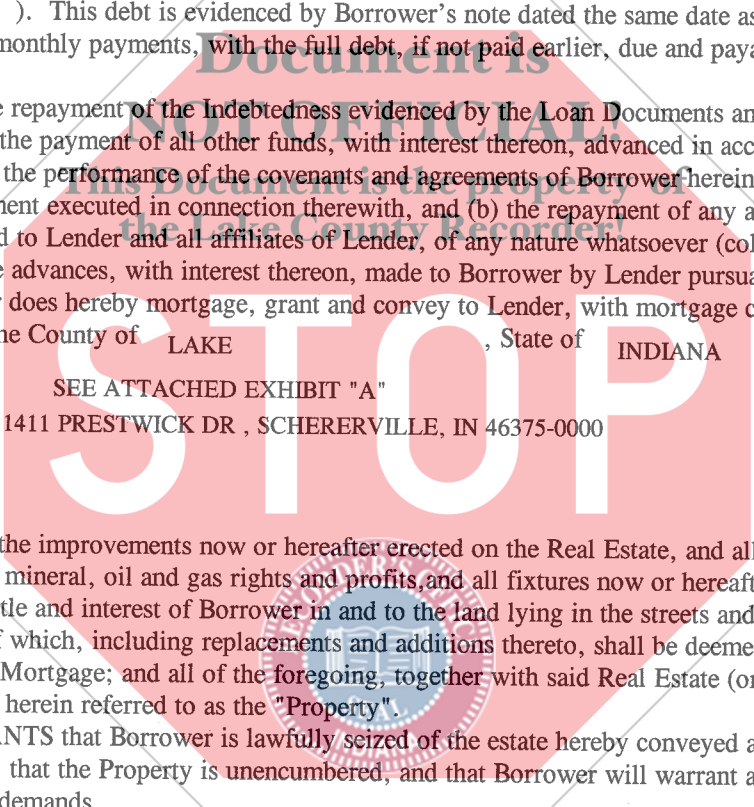 ). This debt is evidenced by Borrower's note dated the same date as
monthly payments, with the full debt, if not paid earlier, due and paya
Document is
e repayment of the Indebtedness evidenced by the Loan Documents an
NOT OFFICIAL!
the payment of all other funds, with interest thereon, advanced in acc
the performance of the covenants and agreements of Borrower herein
This Document is the property of
ment executed in connection therewith, and (b) the repayment of any a
the Lake County Recorder!
d to Lender and all affiliates of Lender, of any nature whatsoever (col
e advances, with interest thereon, made to Borrower by Lender pursua
r does hereby mortgage, grant and convey to Lender, with mortgage c
he County of LAKE , State of INDIANA
SEE ATTACHED EXHIBIT "A"
1411 PRESTWICK DR , SCHERERVILLE, IN 46375-0000
STOP
the improvements now or hereafter erected on the Real Estate, and all
mineral, oil and gas rights and profits,and all fixtures now or hereaft
tle and interest of Borrower in and to the land lying in the streets and
f which, including replacements and additions thereto, shall be deeme
Mortgage; and all of the foregoing, together with said Real Estate (or
herein referred to as the "Property".
SEAL
ANTS that Borrower is lawfully seized of the estate hereby conveyed a
INDIANA
that the Property is unencumbered, and that Borrower will warrant a
demands